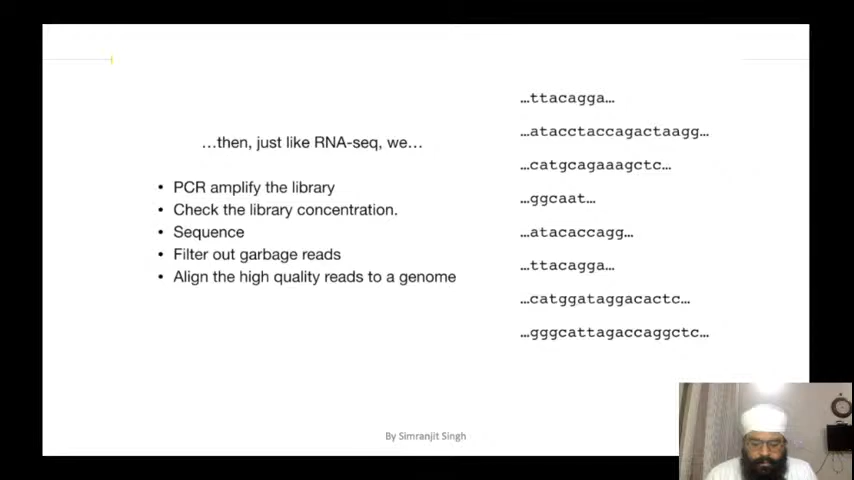 …then, just like RNA-seq, we…
• PCR amplify the library
• Check the library concentration.
• Sequence
• Filter out garbage reads
• Align the high quality reads to a genome
…ttacagga…
…atacctaccagactaagg…
…catgcagaaagctc…
…ggcaat…
…atacaccagg…
…ttacagga…
…catggataggacactc…
…gggcattagaccaggctc…
By Simranjit Singh